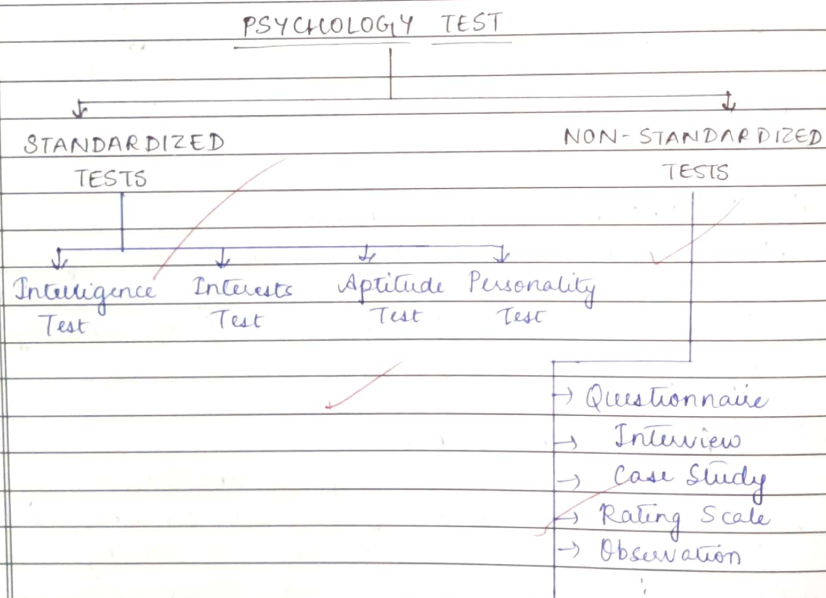 PSYCHOLOGY TEST
STANDARDIZED
TESTS
NON-STANDARDIZED
TESTS
Intelligence
Test
Interests
Test
Aptitude
Test
Personality
Test
→ Questionnaire
→ Interview
→ Case Study
→ Rating Scale
→ Observation